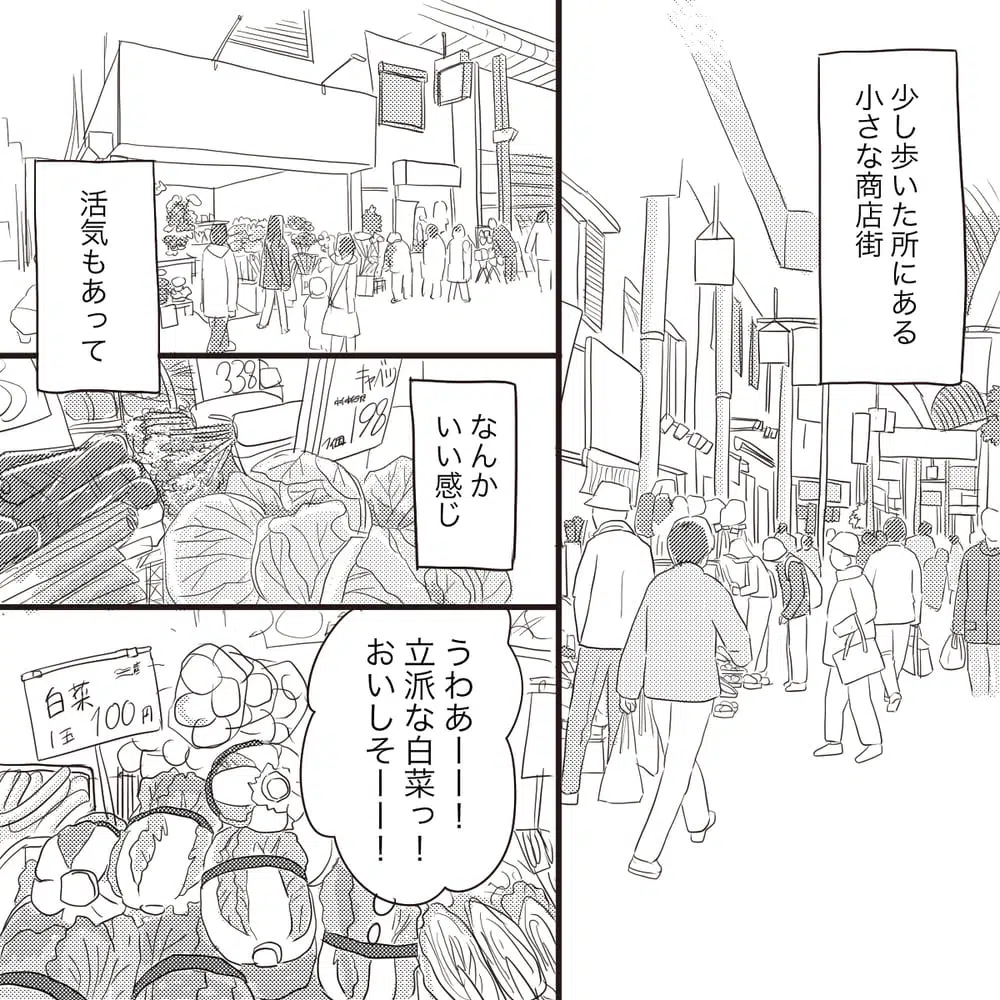 少し歩いた所にある
小さな商店街
活気もあって
なんか
いい感じ
338
キャベツ
198
うわあーーー！
立派な白菜っ！
おいしそーーー！
白菜
100円